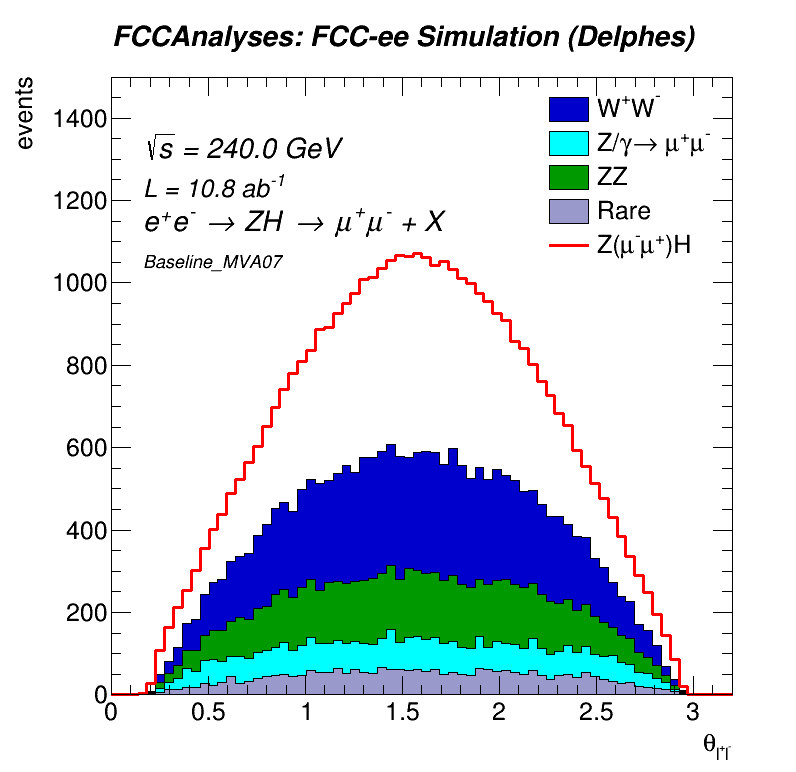 FCCAnalyses: FCC-ee Simulation (Delphes)
events
1400
1200
1000
800
600
400
200
0
√s = 240.0 GeV
L = 10.8 ab⁻¹
e⁺e⁻ → ZH → μ⁺μ⁻ + X
Baseline_MVA07
W⁺W⁻
Z/γ→ μ⁺μ⁻
ZZ
Rare
Z(μ⁻μ⁺)H
0 0.5 1 1.5 2 2.5 3
θ_l⁺l⁻